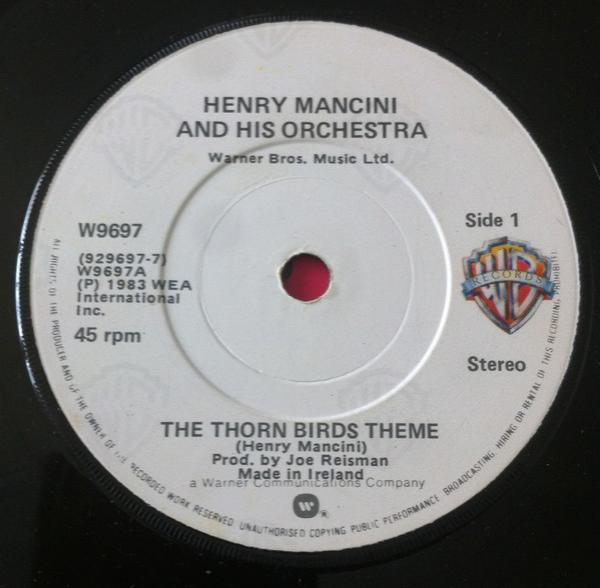 HENRY MANCINI
AND HIS ORCHESTRA
Warner Bros. Music Ltd.
W9697
(929697-7)
W9697A
(P) 1983 WEA
International
Inc.
45 rpm
Side 1
WB
RECORDS
Stereo
THE THORN BIRDS THEME
(Henry Mancini)
Prod. by Joe Reisman
Made in Ireland
a Warner Communications Company
W ®.
ALL RIGHTS OF THE PRODUCER AND OF THE OWNER OF THE RECORDED WORK RESERVED. UNAUTHORISED COPYING PUBLIC PERFORMANCE BROADCASTING, HIRING OR RENTAL OF THIS RECORDING PROHIBITED